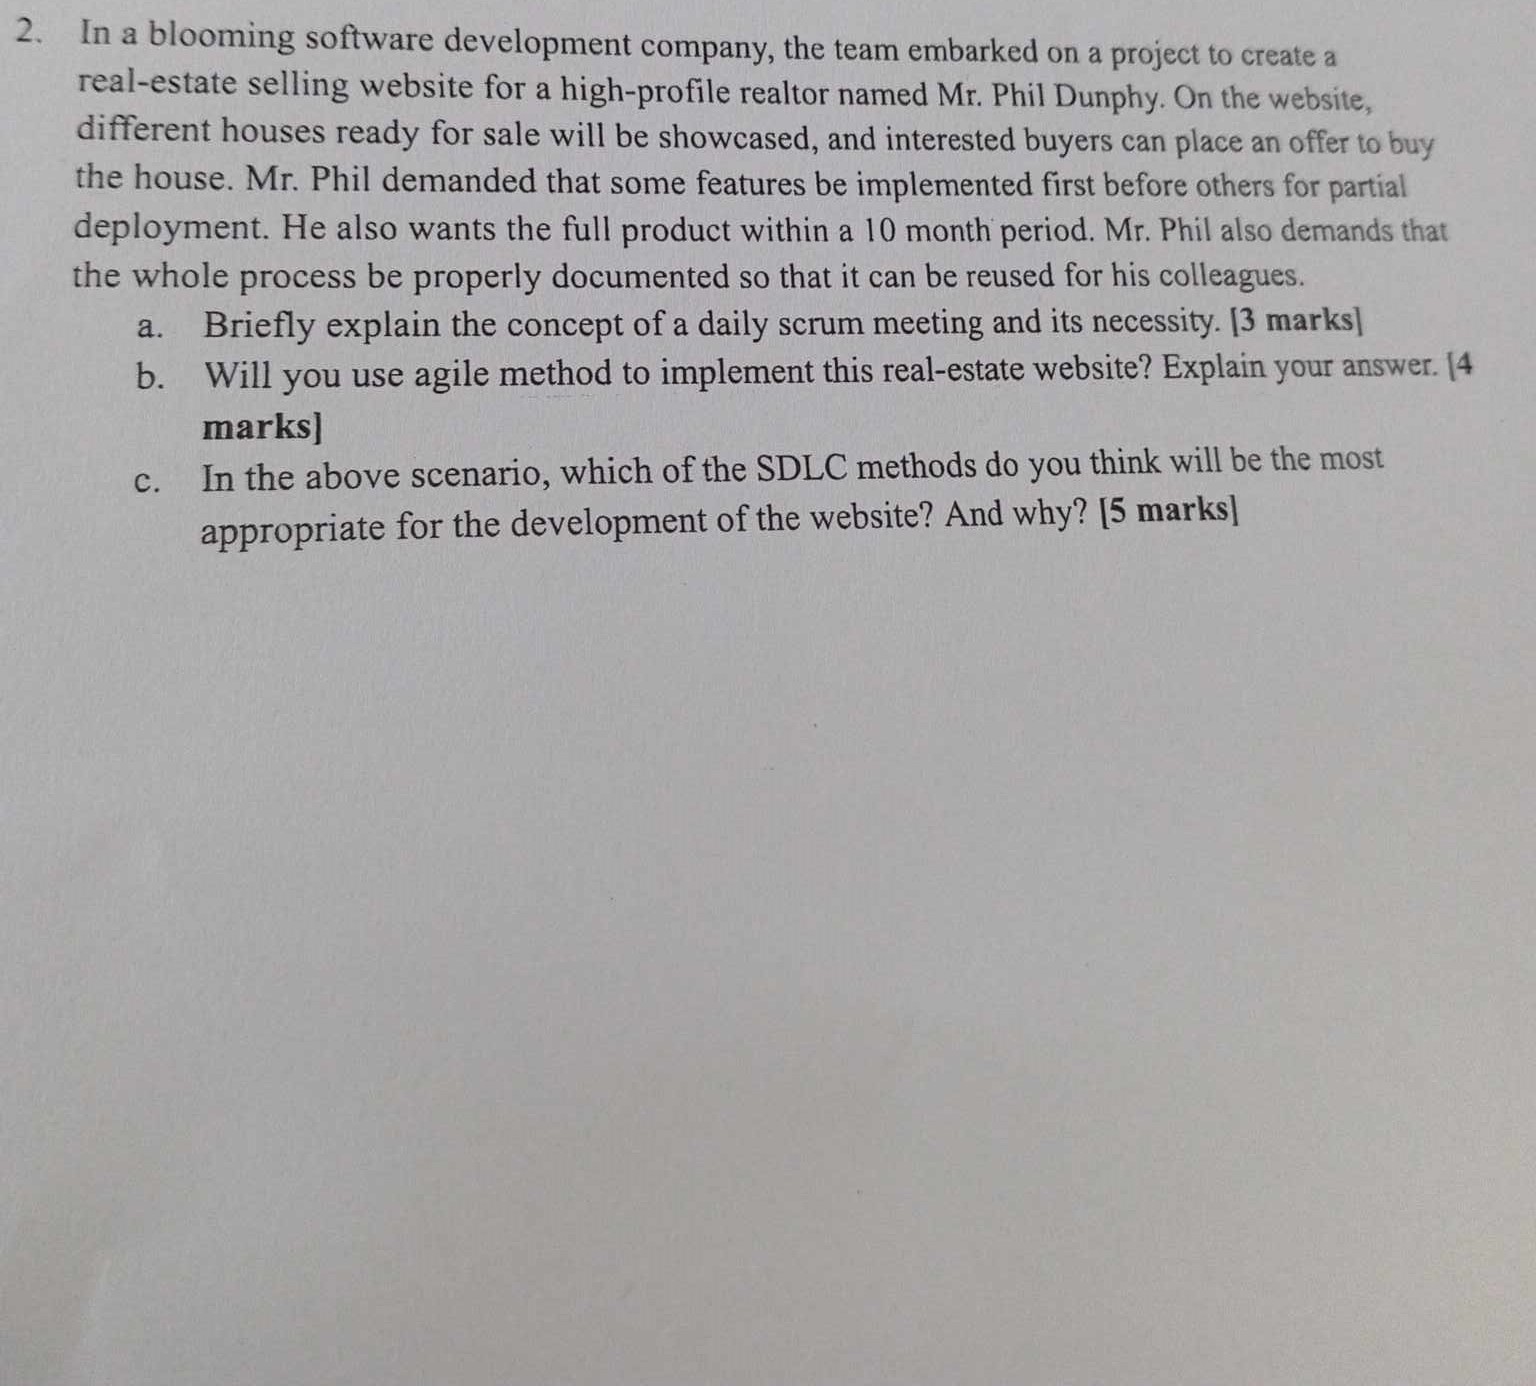 2. In a blooming software development company, the team embarked on a project to create a
real-estate selling website for a high-profile realtor named Mr. Phil Dunphy. On the website,
different houses ready for sale will be showcased, and interested buyers can place an offer to buy
the house. Mr. Phil demanded that some features be implemented first before others for partial
deployment. He also wants the full product within a 10 month period. Mr. Phil also demands that
the whole process be properly documented so that it can be reused for his colleagues.
a. Briefly explain the concept of a daily scrum meeting and its necessity. [3 marks]
b. Will you use agile method to implement this real-estate website? Explain your answer. [4
marks]
c. In the above scenario, which of the SDLC methods do you think will be the most
appropriate for the development of the website? And why? [5 marks]